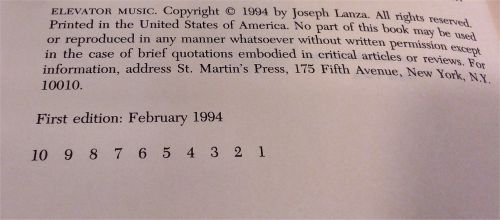 ELEVATOR MUSIC. Copyright © 1994 by Joseph Lanza. All rights reserved.
Printed in the United States of America. No part of this book may be used
or reproduced in any manner whatsoever without written permission except
in the case of brief quotations embodied in critical articles or reviews. For
information, address St. Martin's Press, 175 Fifth Avenue, New York, N.Y.
10010.
First edition: February 1994
10 9 8 7 6 5 4 3 2 1